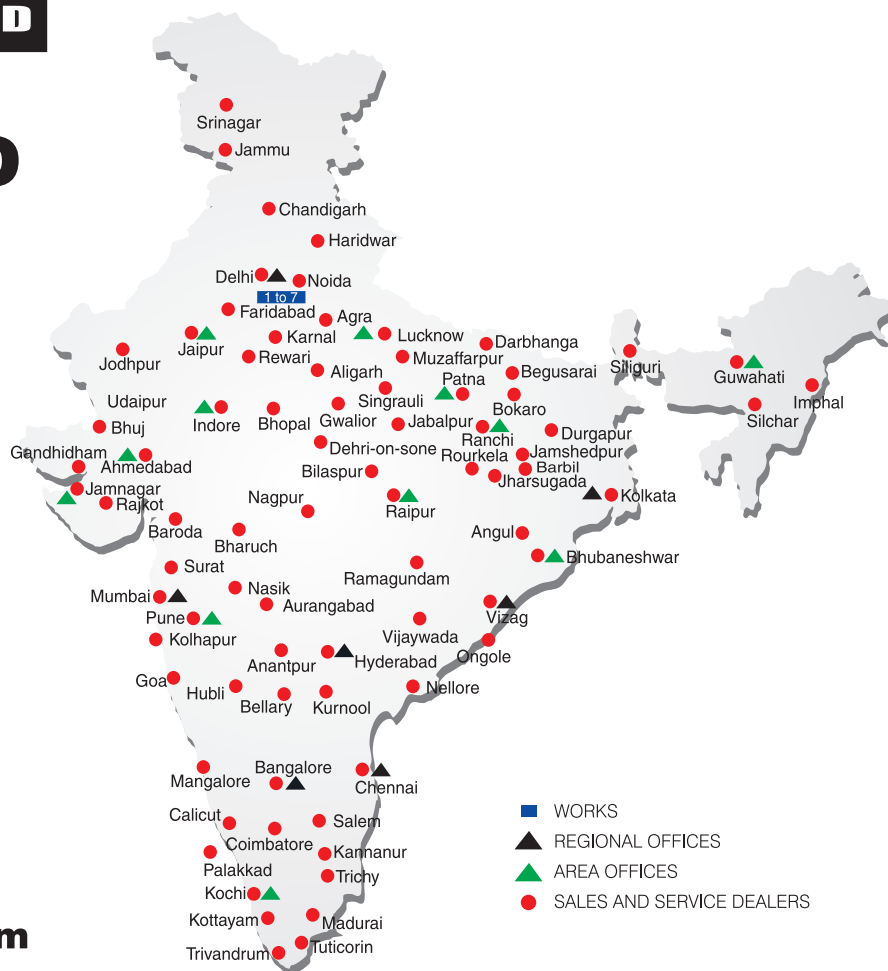 D
Srinagar
Jammu
Chandigarh
Haridwar
Delhi
Noida
1 to 7
Faridabad
Agra
Jaipur
Karnal
Lucknow
Darbhanga
Jodhpur
Rewari
Muzaffarpur
Siliguri
Aligarh
Patna
Begusarai
Guwahati
Udaipur
Singrauli
Bokaro
Imphal
Indore
Bhopal
Gwalior
Jabalpur
Silchar
Bhuj
Ranchi
Durgapur
Gandhidham
Ahmedabad
Dehri-on-sone
Rourkela
Jamshedpur
Bilaspur
Barbil
Jharsugada
Jamnagar
Rajkot
Nagpur
Raipur
Kolkata
Baroda
Bharuch
Angul
Bhubaneshwar
Surat
Ramagundam
Nasik
Mumbai
Aurangabad
Pune
Vizag
Kolhapur
Vijaywada
Anantpur
Hyderabad
Ongole
Goa
Hubli
Bellary
Kurnool
Nellore
Mangalore
Bangalore
Chennai
Calicut
Salem
Coimbatore
Kannanur
Palakkad
Trichy
Kochi
Kottayam
Madurai
Trivandrum
Tuticorin
WORKS
REGIONAL OFFICES
AREA OFFICES
SALES AND SERVICE DEALERS
m